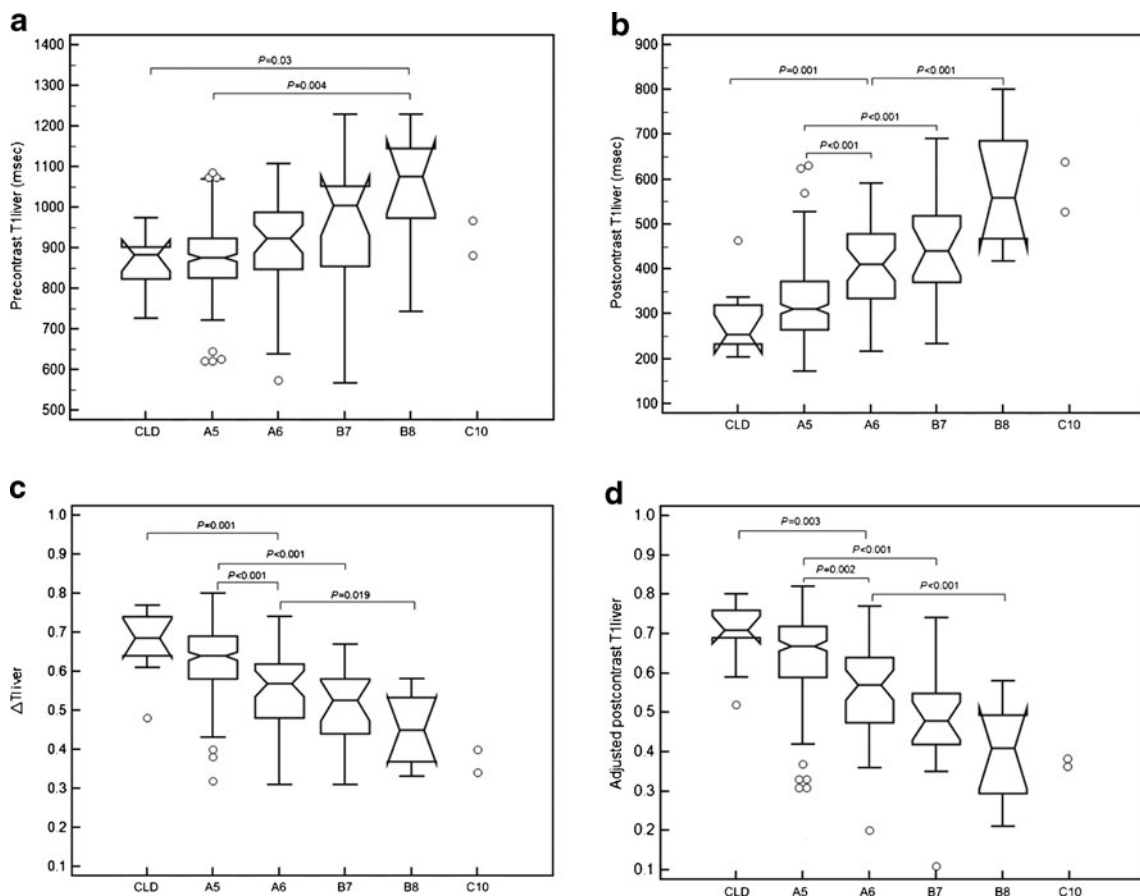 a
1400
1300
1200
1100
1000
900
800
700
600
500
Precontrast T1liver (msec)
P=0.03
P=0.004
CLD A5 A6 B7 B8 C10
b
900
800
700
600
500
400
300
200
100
Postcontrast T1liver (msec)
P=0.001
P<0.001
P<0.001
P<0.001
CLD A5 A6 B7 B8 C10
c
1.0
0.9
0.8
0.7
0.6
0.5
0.4
0.3
0.2
0.1
△Tlliver
P=0.001
P<0.001
P<0.001
P=0.019
CLD A5 A6 B7 B8 C10
d
1.0
0.9
0.8
0.7
0.6
0.5
0.4
0.3
0.2
0.1
Adjusted postcontrast T1liver
P=0.003
P<0.001
P=0.002
P<0.001
CLD A5 A6 B7 B8 C10